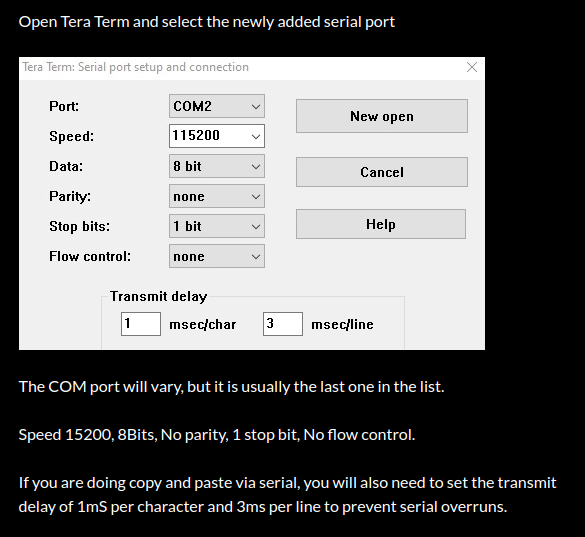 Open Tera Term and select the newly added serial port
Tera Term: Serial port setup and connection
Port: COM2 New open
Speed: 115200
Data: 8 bit Cancel
Parity: none
Stop bits: 1 bit Help
Flow control: none
Transmit delay
1 msec/char 3 msec/line
The COM port will vary, but it is usually the last one in the list.
Speed 15200, 8Bits, No parity, 1 stop bit, No flow control.
If you are doing copy and paste via serial, you will also need to set the transmit
delay of 1mS per character and 3ms per line to prevent serial overruns.